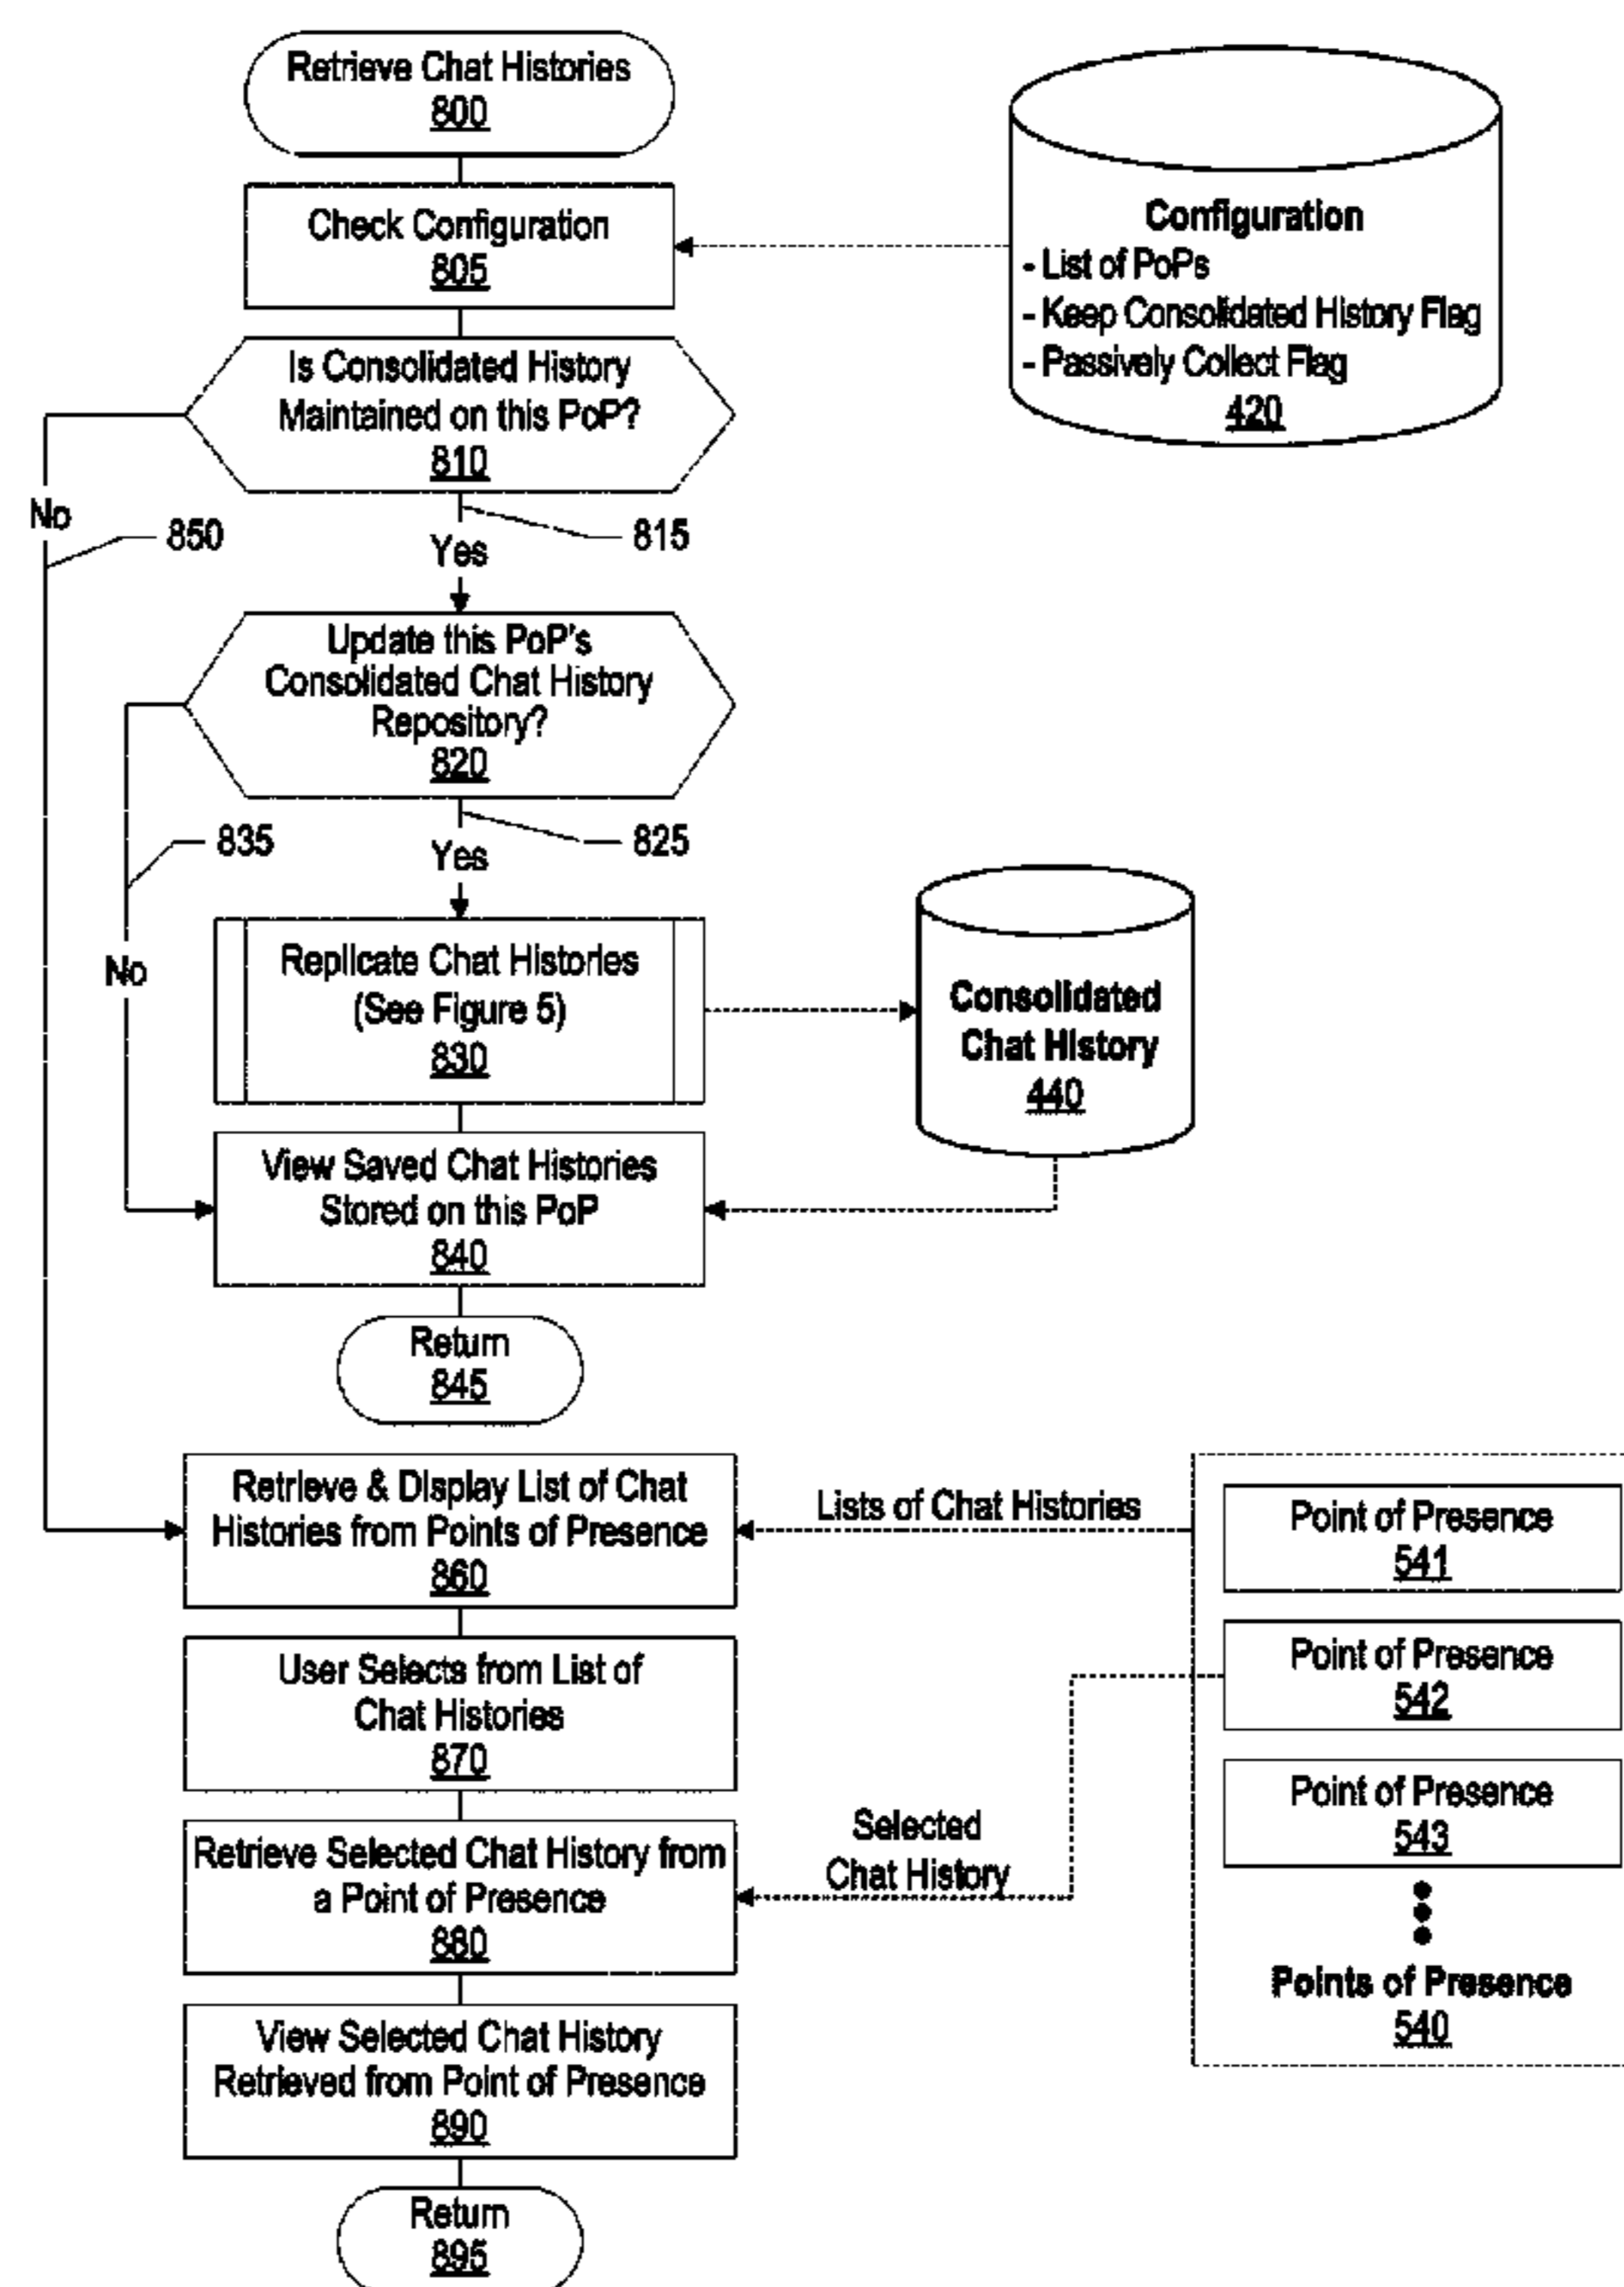 Retrieve Chat Histories
800
Check Configuration
805
Configuration
- List of PoPs
- Keep Consolidated History Flag
- Passively Collect Flag
420
Is Consolidated History
Maintained on this PoP?
810
No
850
815
Yes
Update this PoP's
Consolidated Chat History
Repository?
820
835
825
Yes
No
Replicate Chat Histories
(See Figure 5)
830
Consolidated
Chat History
440
View Saved Chat Histories
Stored on this PoP
840
Return
845
Retrieve & Display List of Chat
Histories from Points of Presence
860
Lists of Chat Histories
Point of Presence
541
User Selects from List of
Chat Histories
870
Point of Presence
542
Point of Presence
543
Retrieve Selected Chat History from
a Point of Presence
880
Selected
Chat History
Points of Presence
540
View Selected Chat History
Retrieved from Point of Presence
890
Return
895